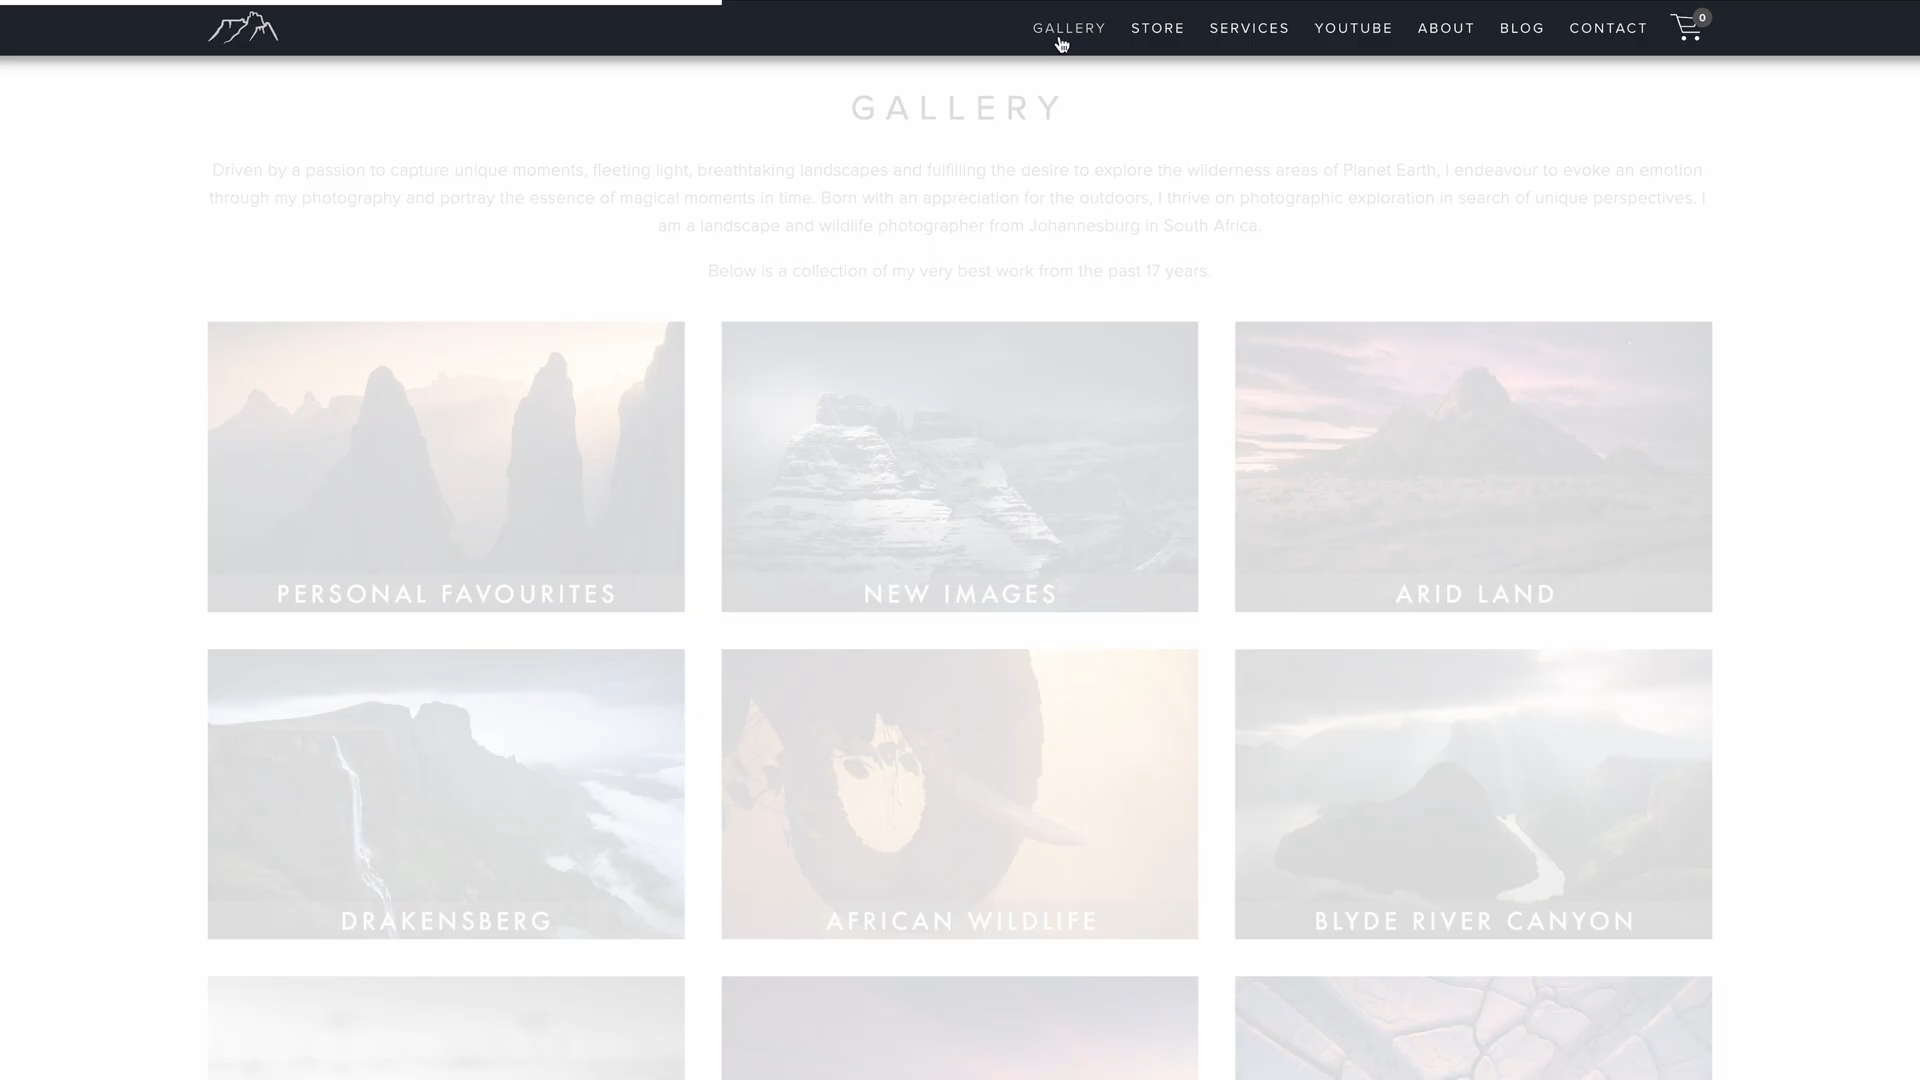 GALLERY STORE SERVICES YOUTUBE ABOUT BLOG CONTACT 0
GALLERY
Driven by a passion to capture unique moments, fleeting light, breathtaking landscapes and fulfilling the desire to explore the wilderness areas of Planet Earth, I endeavour to evoke an emotion
through my photography and portray the essence of magical moments in time. Born with an appreciation for the outdoors, I thrive on photographic exploration in search of unique perspectives. I
am a landscape and wildlife photographer from Johannesburg in South Africa.
Below is a collection of my very best work from the past 17 years.
PERSONAL FAVOURITES
NEW IMAGES
ARID LAND
DRAKENSBERG
AFRICAN WILDLIFE
BLYDE RIVER CANYON